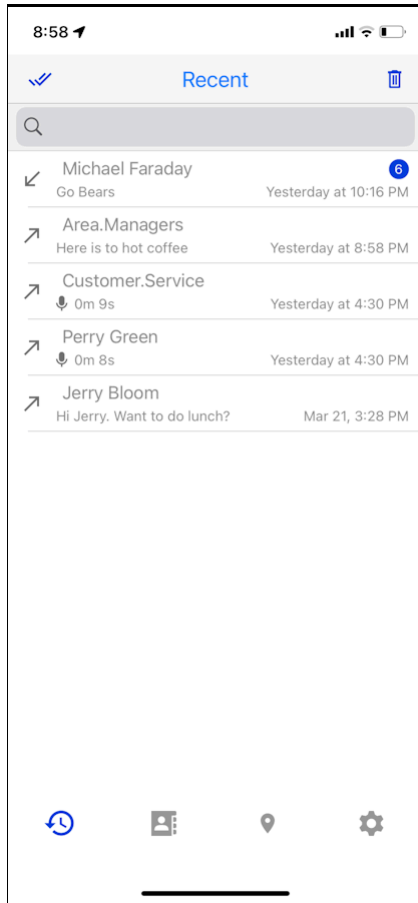 8:58
Recent
Michael Faraday
6
Go Bears
Yesterday at 10:16 PM
Area.Managers
Here is to hot coffee
Yesterday at 8:58 PM
Customer.Service
0m 9s
Yesterday at 4:30 PM
Perry Green
0m 8s
Yesterday at 4:30 PM
Jerry Bloom
Hi Jerry. Want to do lunch?
Mar 21, 3:28 PM